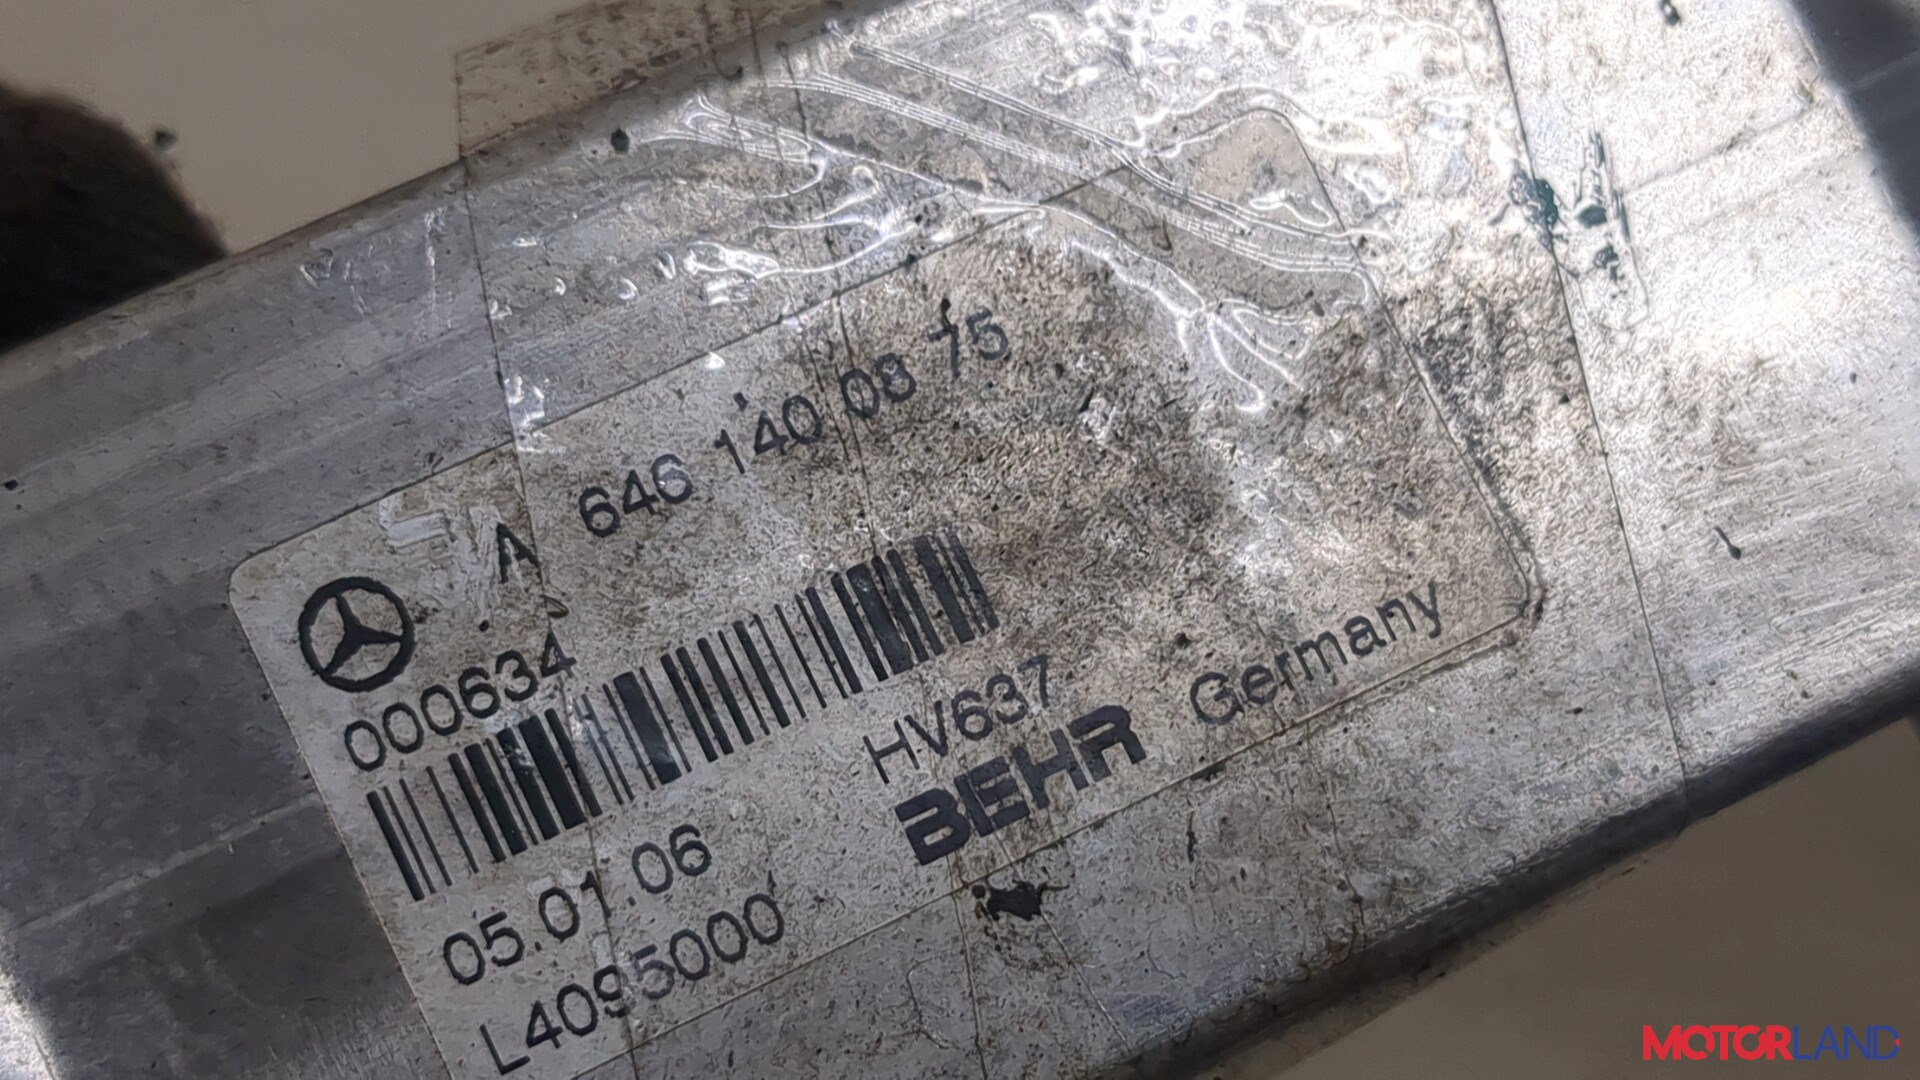 A 646 140 08 75
000634
HV637
BEHR Germany
05.01.06
L4095000
MOTORLAND